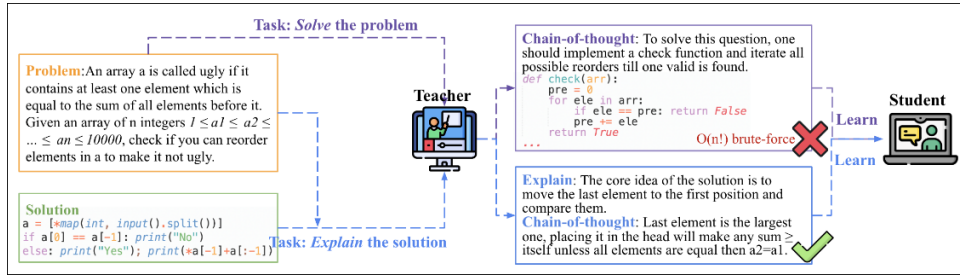 Task: Solve the problem
Problem:An array a is called ugly if it
contains at least one element which is
equal to the sum of all elements before it.
Given an array of n integers 1 ≤ a1 ≤ a2 ≤
... ≤ an ≤ 10000, check if you can reorder
elements in a to make it not ugly.
Solution
a = [*map(int, input().split())]
if a[0] == a[-1]: print("No")
else: print("Yes"); print(*a[-1]+a[:-1])
Task: Explain the solution
Teacher
Chain-of-thought: To solve this question, one
should implement a check function and iterate all
possible reorders till one valid is found.
def check(arr):
pre = 0
for ele in arr:
if ele == pre: return False
pre += ele
return True
...
O(n!) brute-force
Explain: The core idea of the solution is to
move the last element to the first position and
compare them.
Chain-of-thought: Last element is the largest
one, placing it in the head will make any sum ≥
itself unless all elements are equal then a2=a1.
Learn
Learn
Student